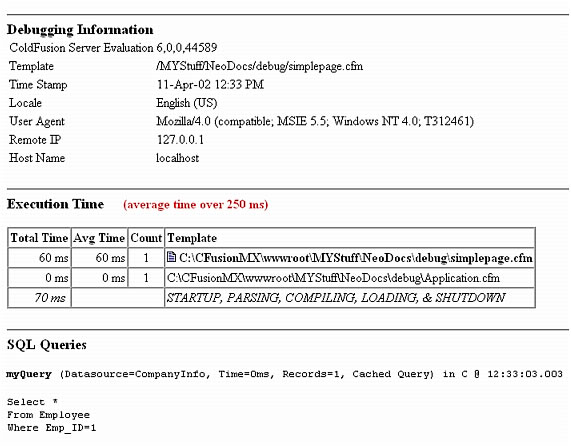 Debugging Information
ColdFusion Server Evaluation 6,0,0,44589
Template /MYStuff/NeoDocs/debug/simplepage.cfm
Time Stamp 11-Apr-02 12:33 PM
Locale English (US)
User Agent Mozilla/4.0 (compatible; MSIE 5.5; Windows NT 4.0; T312461)
Remote IP 127.0.0.1
Host Name localhost
Execution Time (average time over 250 ms)
Total Time Avg Time Count Template
60 ms 60 ms 1 C:\CFusionMX\wwwroot\MYStuff\NeoDocs\debug\simplepage.cfm
0 ms 0 ms 1 C:\CFusionMX\wwwroot\MYStuff\NeoDocs\debug\Application.cfm
70 ms STARTUP, PARSING, COMPILING, LOADING, & SHUTDOWN
SQL Queries
myQuery (Datasource=CompanyInfo, Time=0ms, Records=1, Cached Query) in C @ 12:33:03.003
Select *
From Employee
Where Emp_ID=1